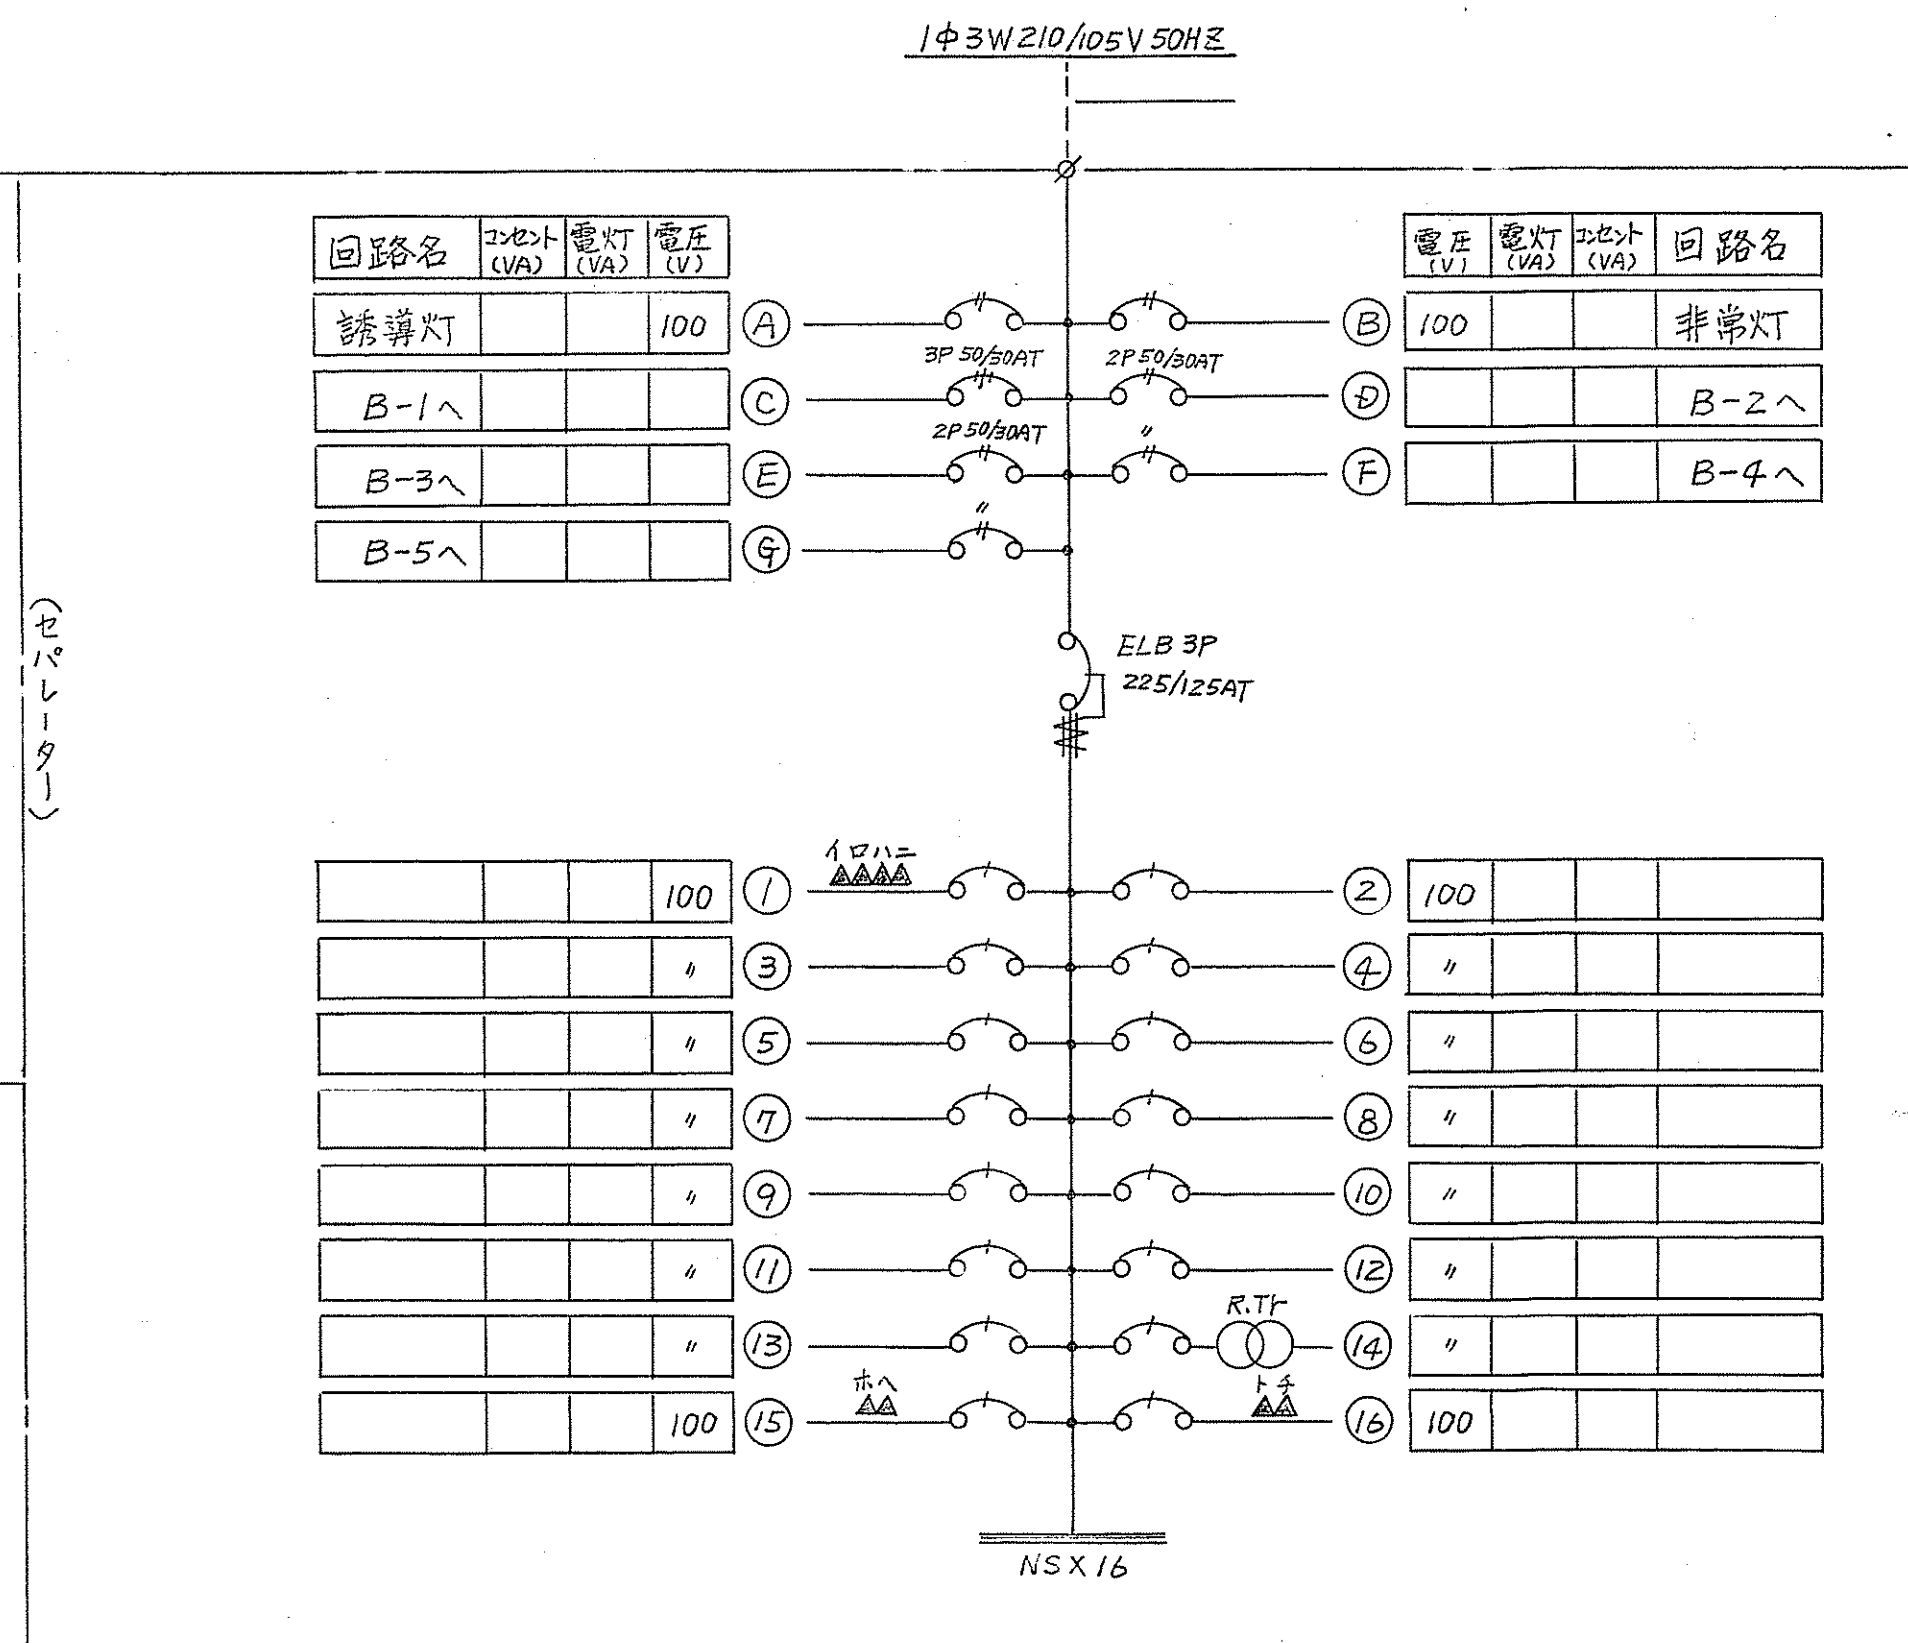 1φ3W210/105V 50HZ
回路名 コンセント(VA) 電灯(VA) 電圧(V)
電圧(V) 電灯(VA) コンセント(VA) 回路名
誘導灯 100 A
B 100 非常灯
3P 50/50AT 2P 50/30AT
B-1へ C
D B-2へ
2P 50/30AT 〃
B-3へ E
F B-4へ
〃
B-5へ G
(セパレーター)
ELB 3P
225/125AT
イロハニ
100 1
2 100
〃 3
4 〃
〃 5
6 〃
〃 7
8 〃
〃 9
10 〃
〃 11
12 〃
R.Tr
〃 13
14 〃
ホヘ
トチ
100 15
16 100
NSX16